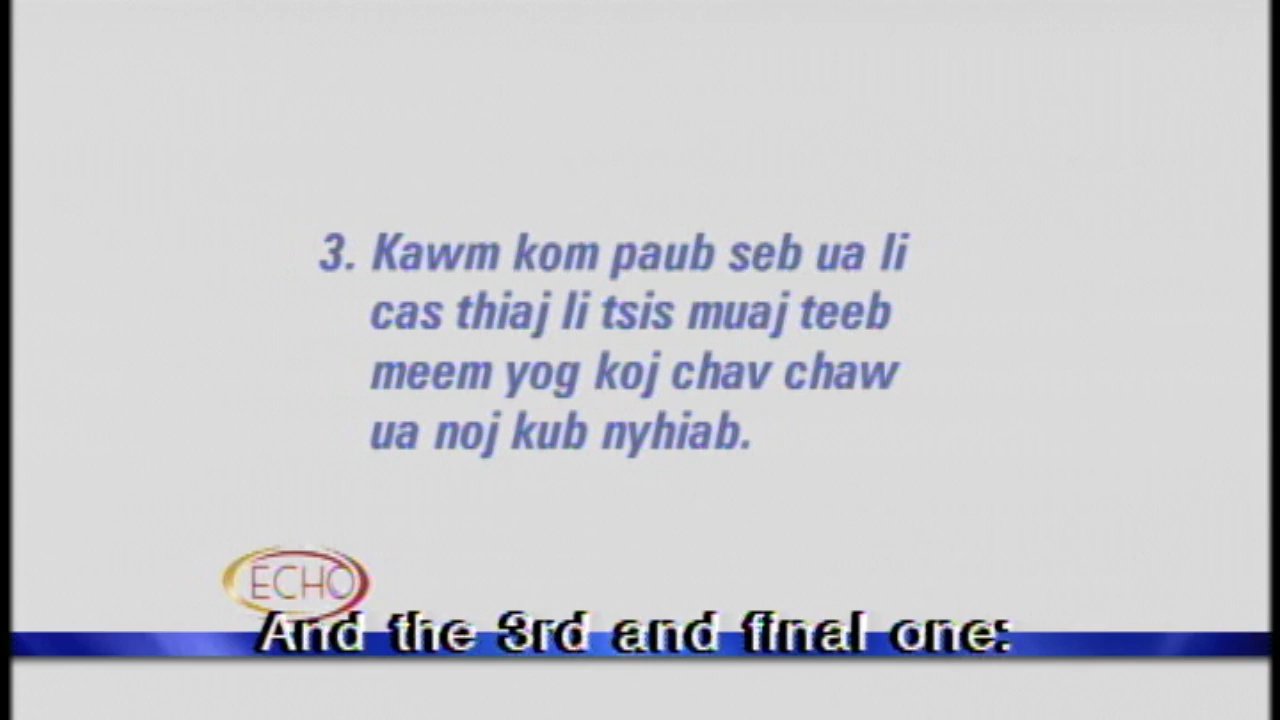 3. Kawm kom paub seb ua li
cas thiaj li tsis muaj teeb
meem yog koj chav chaw
ua noj kub nyhiab.
ECHO
And the 3rd and final one: